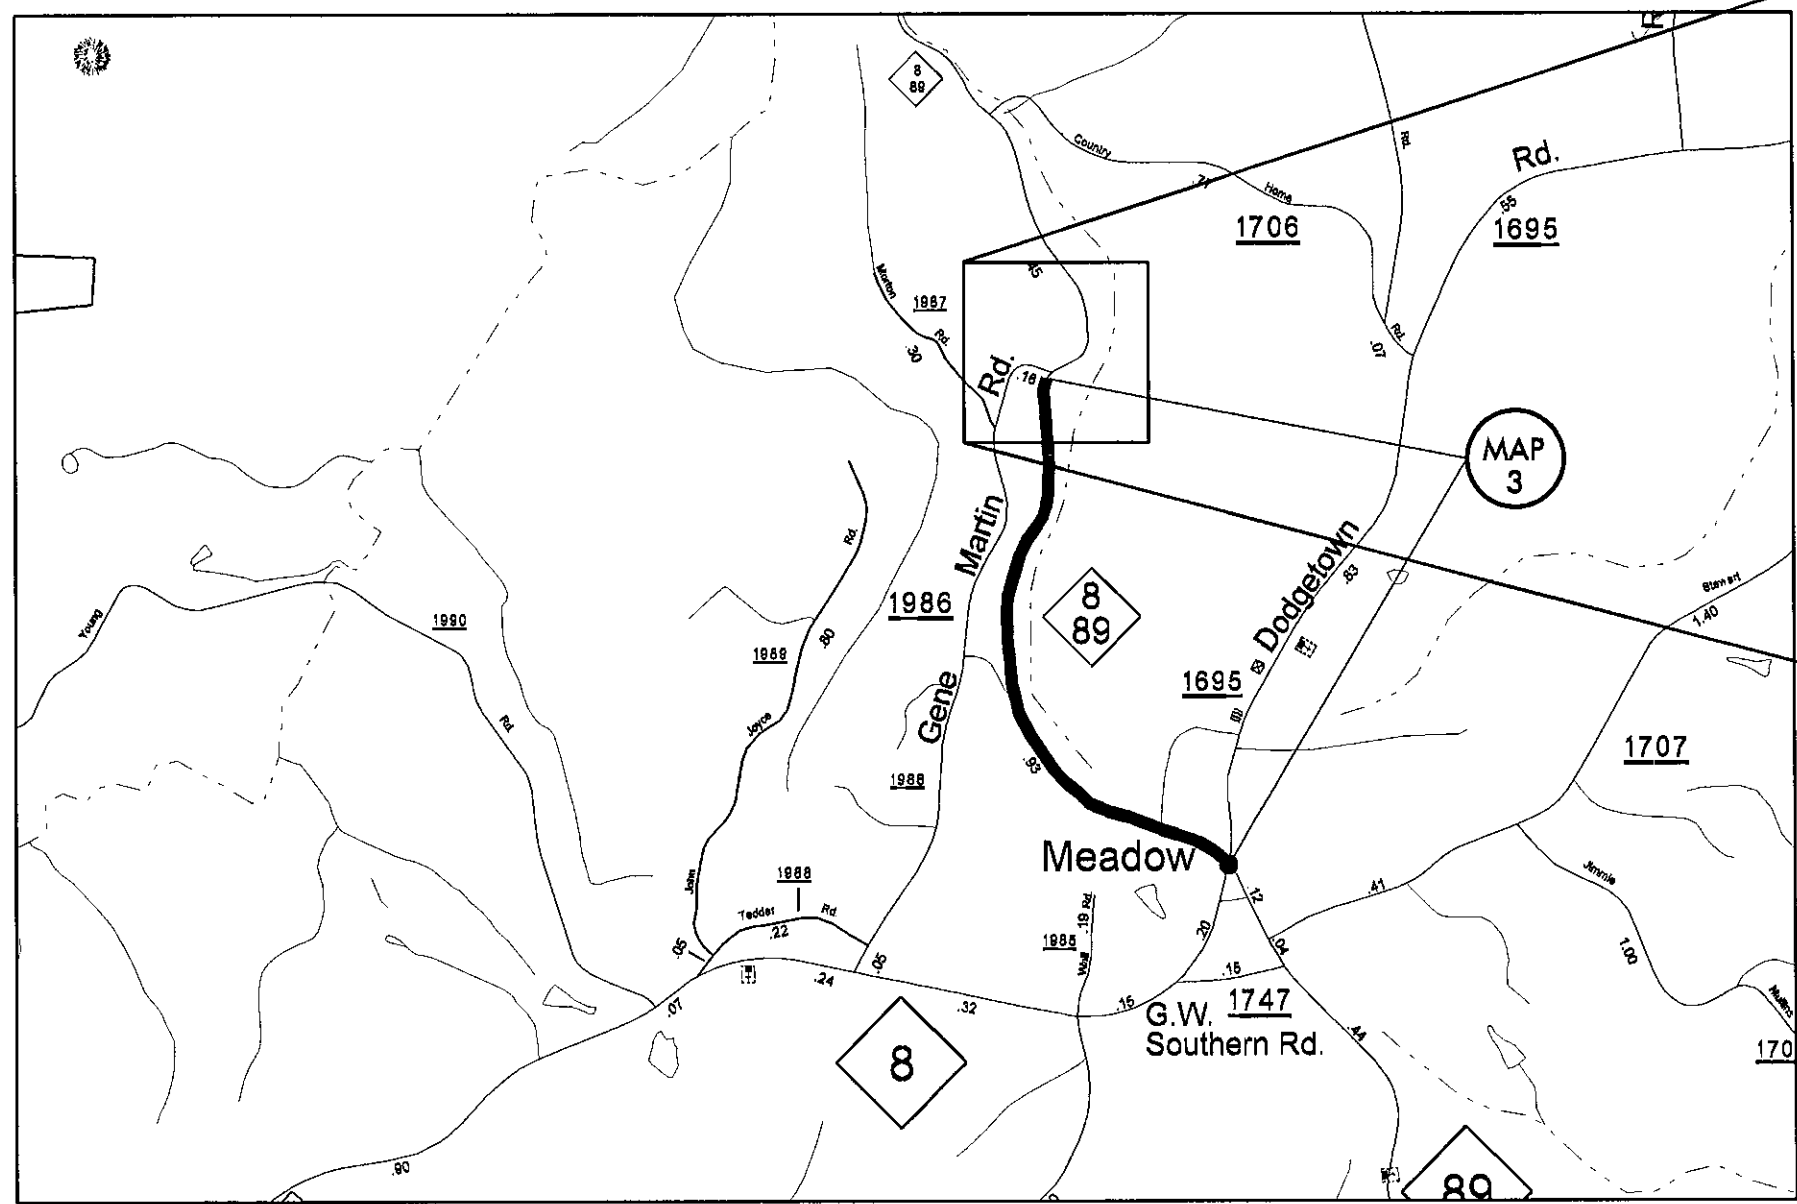 8
89
Country
.71
Home
Rd.
Rd.
Rd.
.55
1706
1695
.45
Morton
1987
Rd.
.30
Rd.
.16
.07
MAP
3
Rd.
Martin
Dodgetown
.83
Stewart
1.40
Young
1990
1986
8
89
.80
1989
1695
Rd.
Joyce
Gene
1988
.93
1707
Meadow
John
1988
Tedder
Rd.
.22
.05
.05
.24
.07
.32
1985
Wall
.19
Rd.
.20
.12
.04
.41
.15
.15
G.W.
1747
Southern Rd.
.44
Jimmie
1.00
Mullins
170
8
.90
89